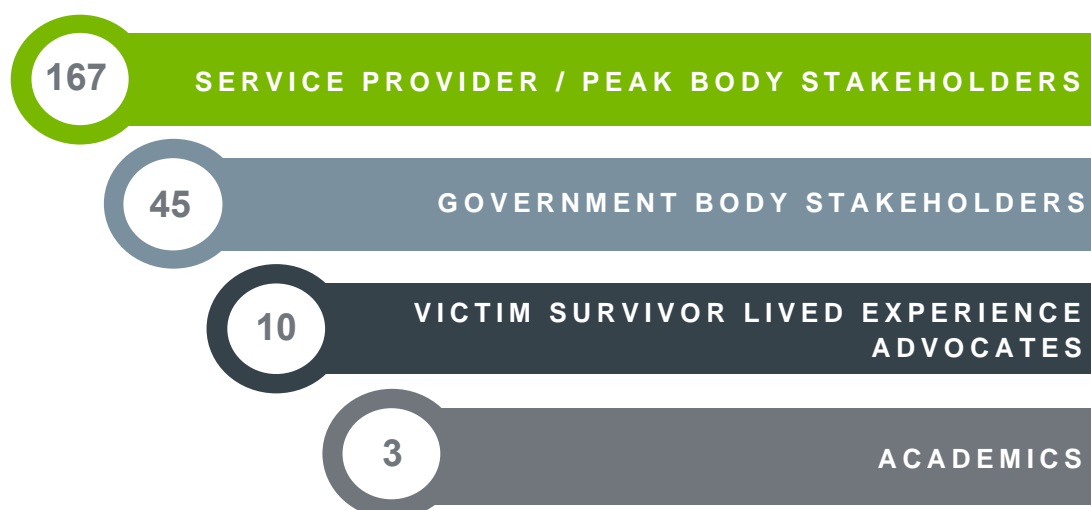 167 SERVICE PROVIDER / PEAK BODY STAKEHOLDERS
45 GOVERNMENT BODY STAKEHOLDERS
10 VICTIM SURVIVOR LIVED EXPERIENCE
ADVOCATES
3 ACADEMICS